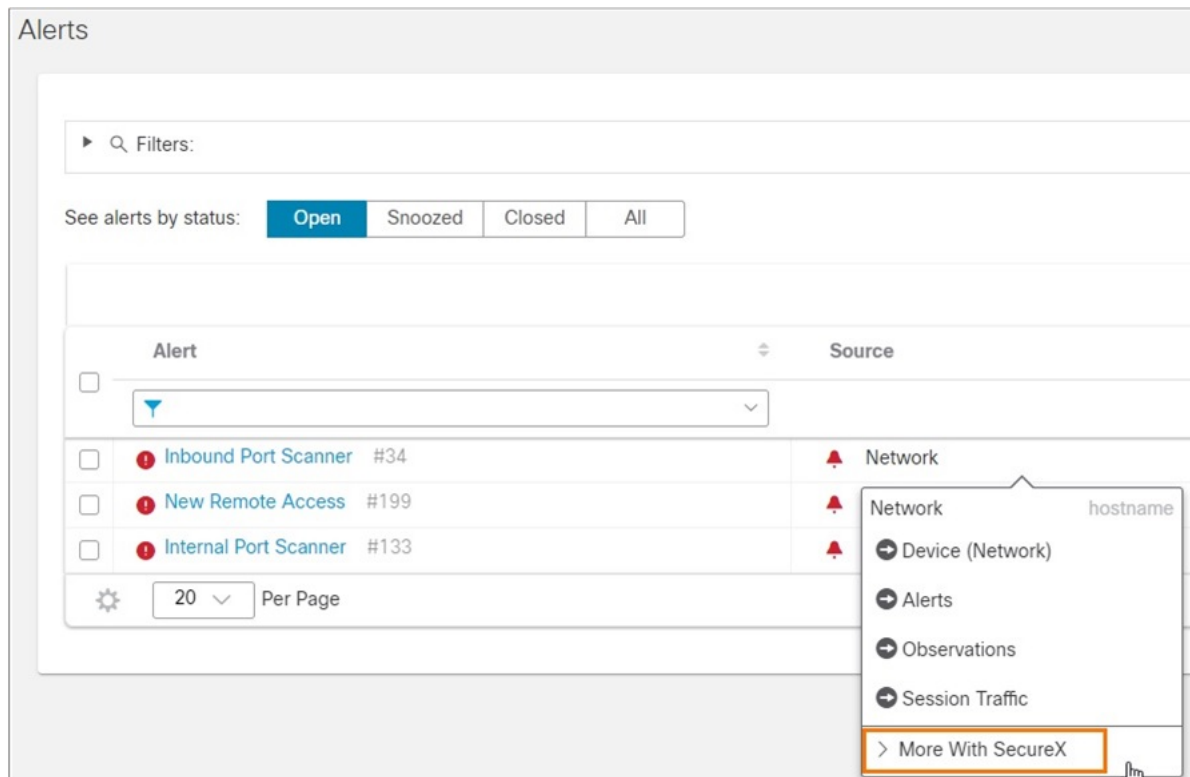 Alerts
Filters:
See alerts by status: Open Snoozed Closed All
Alert Source
Inbound Port Scanner #34 Network
New Remote Access #199
Internal Port Scanner #133
20 Per Page
Network hostname
Device (Network)
Alerts
Observations
Session Traffic
More With SecureX